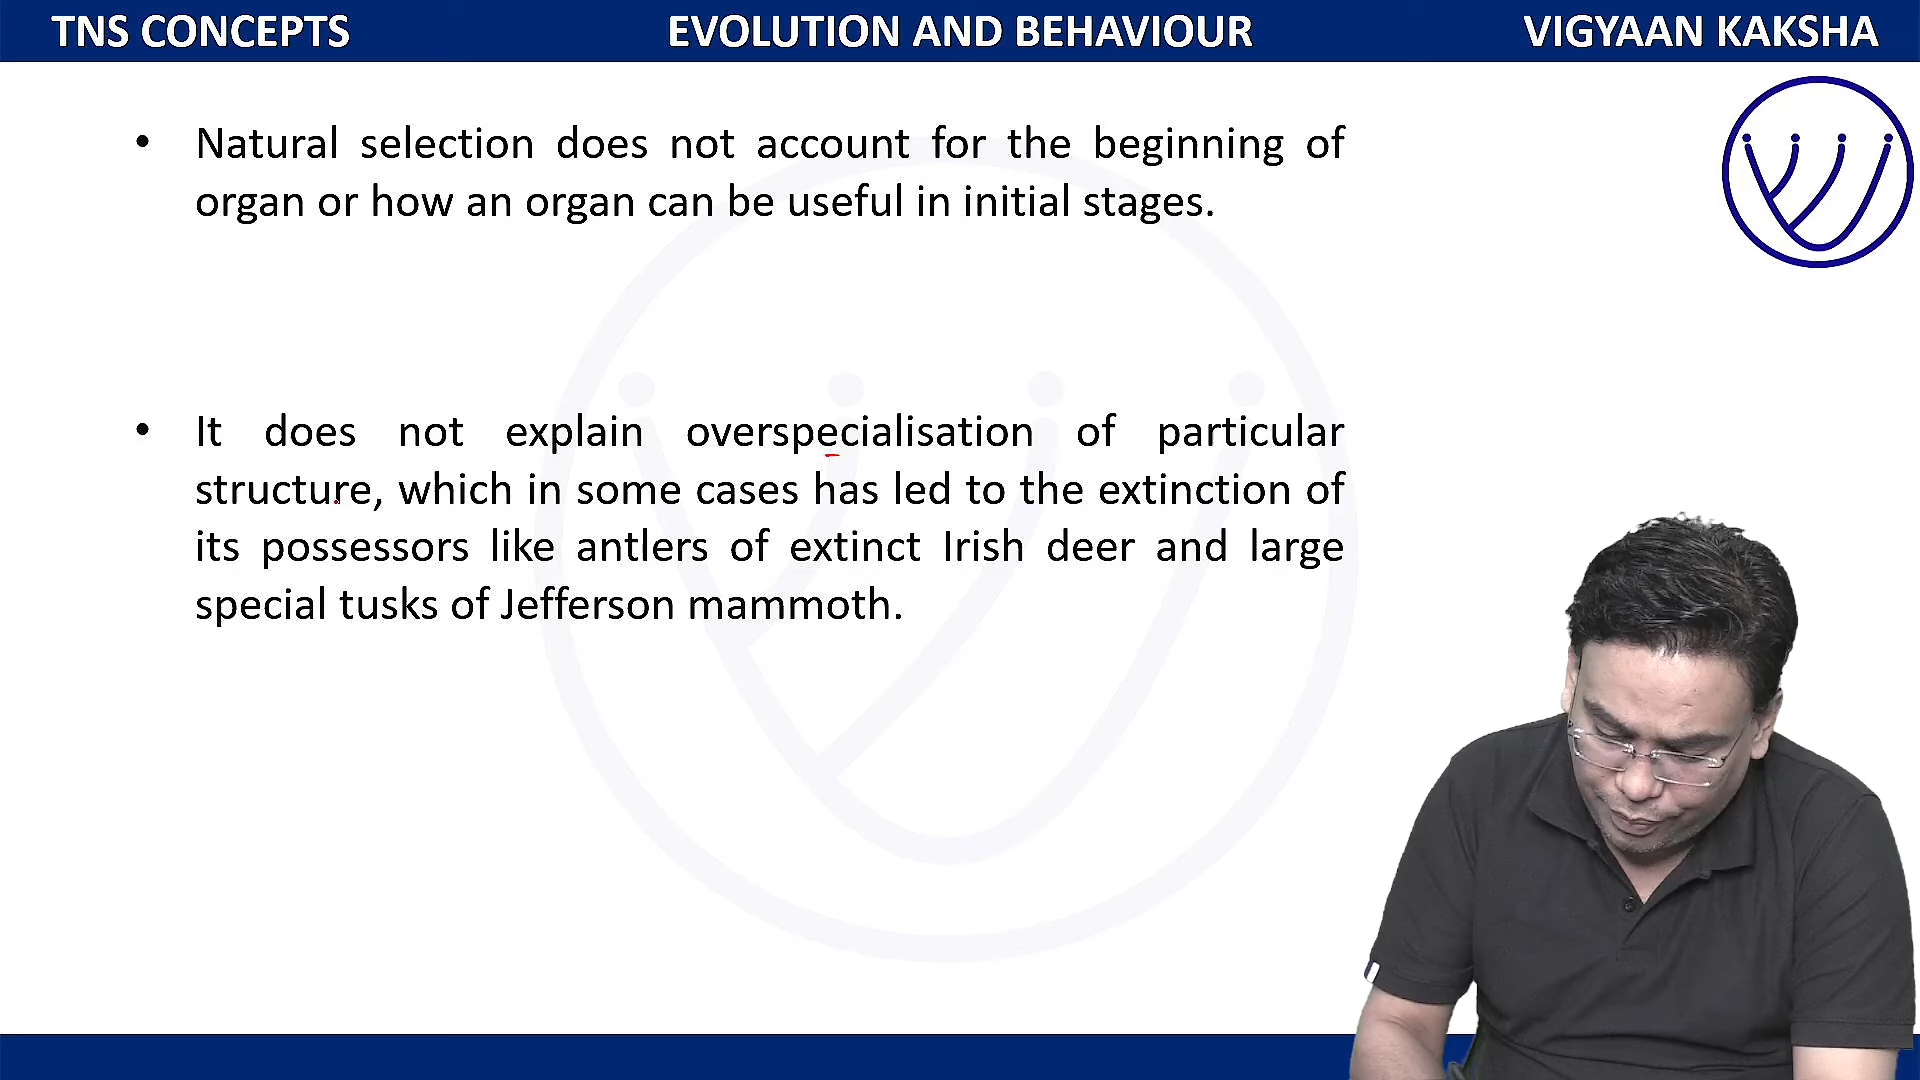 TNS CONCEPTS EVOLUTION AND BEHAVIOUR VIGYAAN KAKSHA
• Natural selection does not account for the beginning of
organ or how an organ can be useful in initial stages.
• It does not explain overspecialisation of particular
structure, which in some cases has led to the extinction of
its possessors like antlers of extinct Irish deer and large
special tusks of Jefferson mammoth.